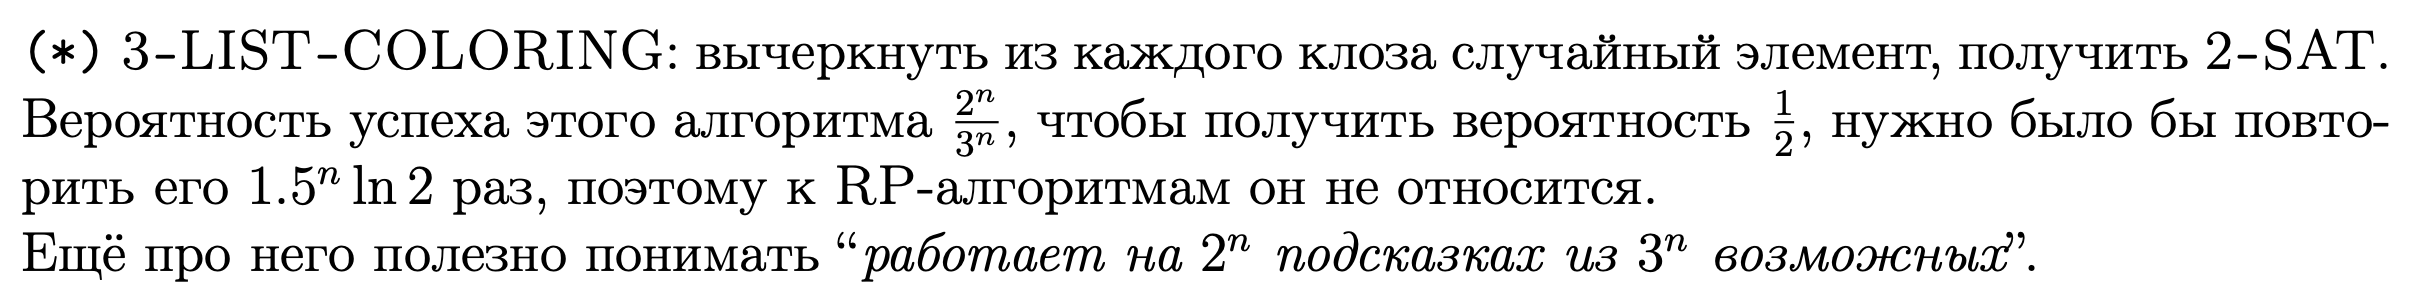 (*) 3-LIST-COLORING: вычеркнуть из каждого клоза случайный элемент, получить 2-SAT.
Вероятность успеха этого алгоритма $\frac{2^n}{3^n}$, чтобы получить вероятность $\frac{1}{2}$, нужно было бы повто-
рить его $1.5^n \ln 2$ раз, поэтому к RP-алгоритмам он не относится.
Ещё про него полезно понимать “работает на $2^n$ подсказках из $3^n$ возможных”.